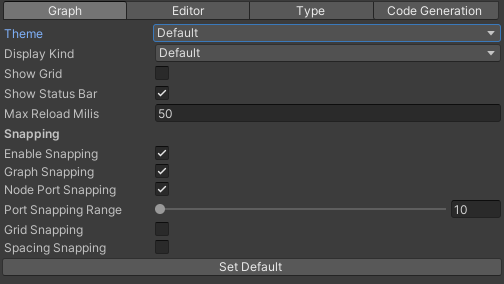 Graph Editor Type Code Generation
Theme Default
Display Kind Default
Show Grid
Show Status Bar
Max Reload Milis 50
Snapping
Enable Snapping
Graph Snapping
Node Port Snapping
Port Snapping Range 10
Grid Snapping
Spacing Snapping
Set Default